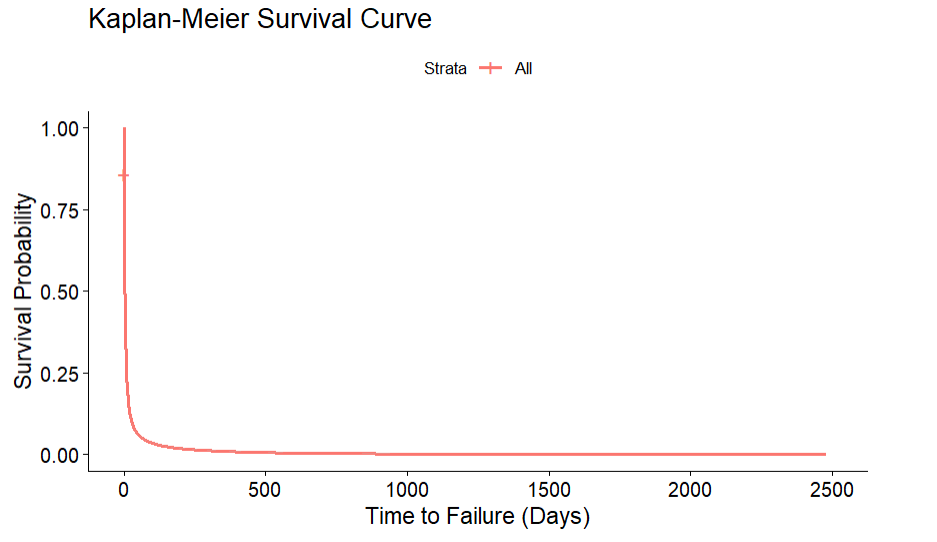 Kaplan-Meier Survival Curve
Strata All
Survival Probability
1.00
0.75
0.50
0.25
0.00
0 500 1000 1500 2000 2500
Time to Failure (Days)